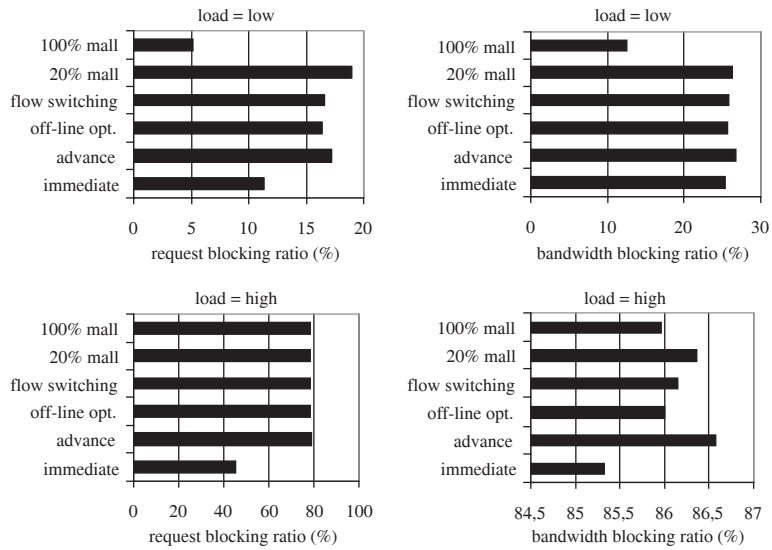 load = low
100% mall
20% mall
flow switching
off-line opt.
advance
immediate
0 5 10 15 20
request blocking ratio (%)
load = low
100% mall
20% mall
flow switching
off-line opt.
advance
immediate
0 10 20 30
bandwidth blocking ratio (%)
load = high
100% mall
20% mall
flow switching
off-line opt.
advance
immediate
0 20 40 60 80 100
request blocking ratio (%)
load = high
100% mall
20% mall
flow switching
off-line opt.
advance
immediate
84,5 85 85,5 86 86,5 87
bandwidth blocking ratio (%)